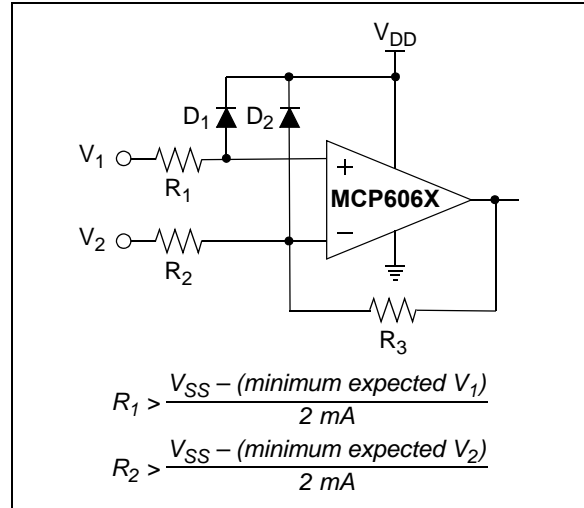 VDD
D1 D2
V1
R1
+
MCP606X
V2
R2
–
R3
R1 > VSS – (minimum expected V1)
2 mA
R2 > VSS – (minimum expected V2)
2 mA